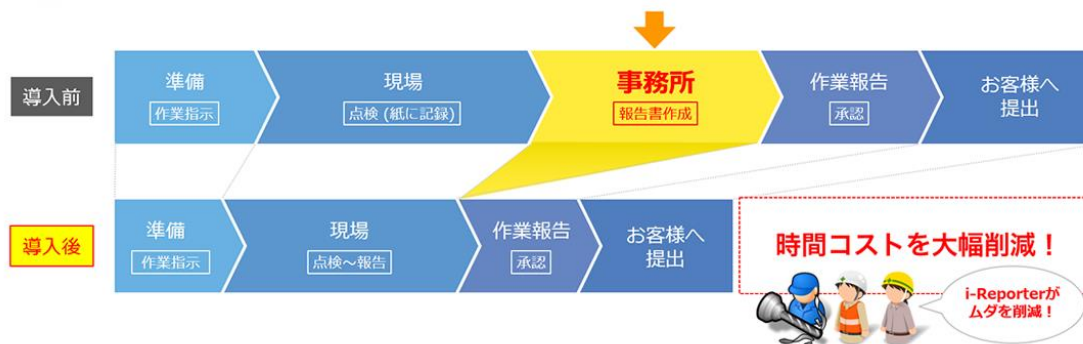 導入前
準備
作業指示
現場
点検 (紙に記録)
事務所
報告書作成
作業報告
承認
お客様へ
提出
導入後
準備
作業指示
現場
点検~報告
作業報告
承認
お客様へ
提出
時間コストを大幅削減!
i-Reporterが
ムダを削減!